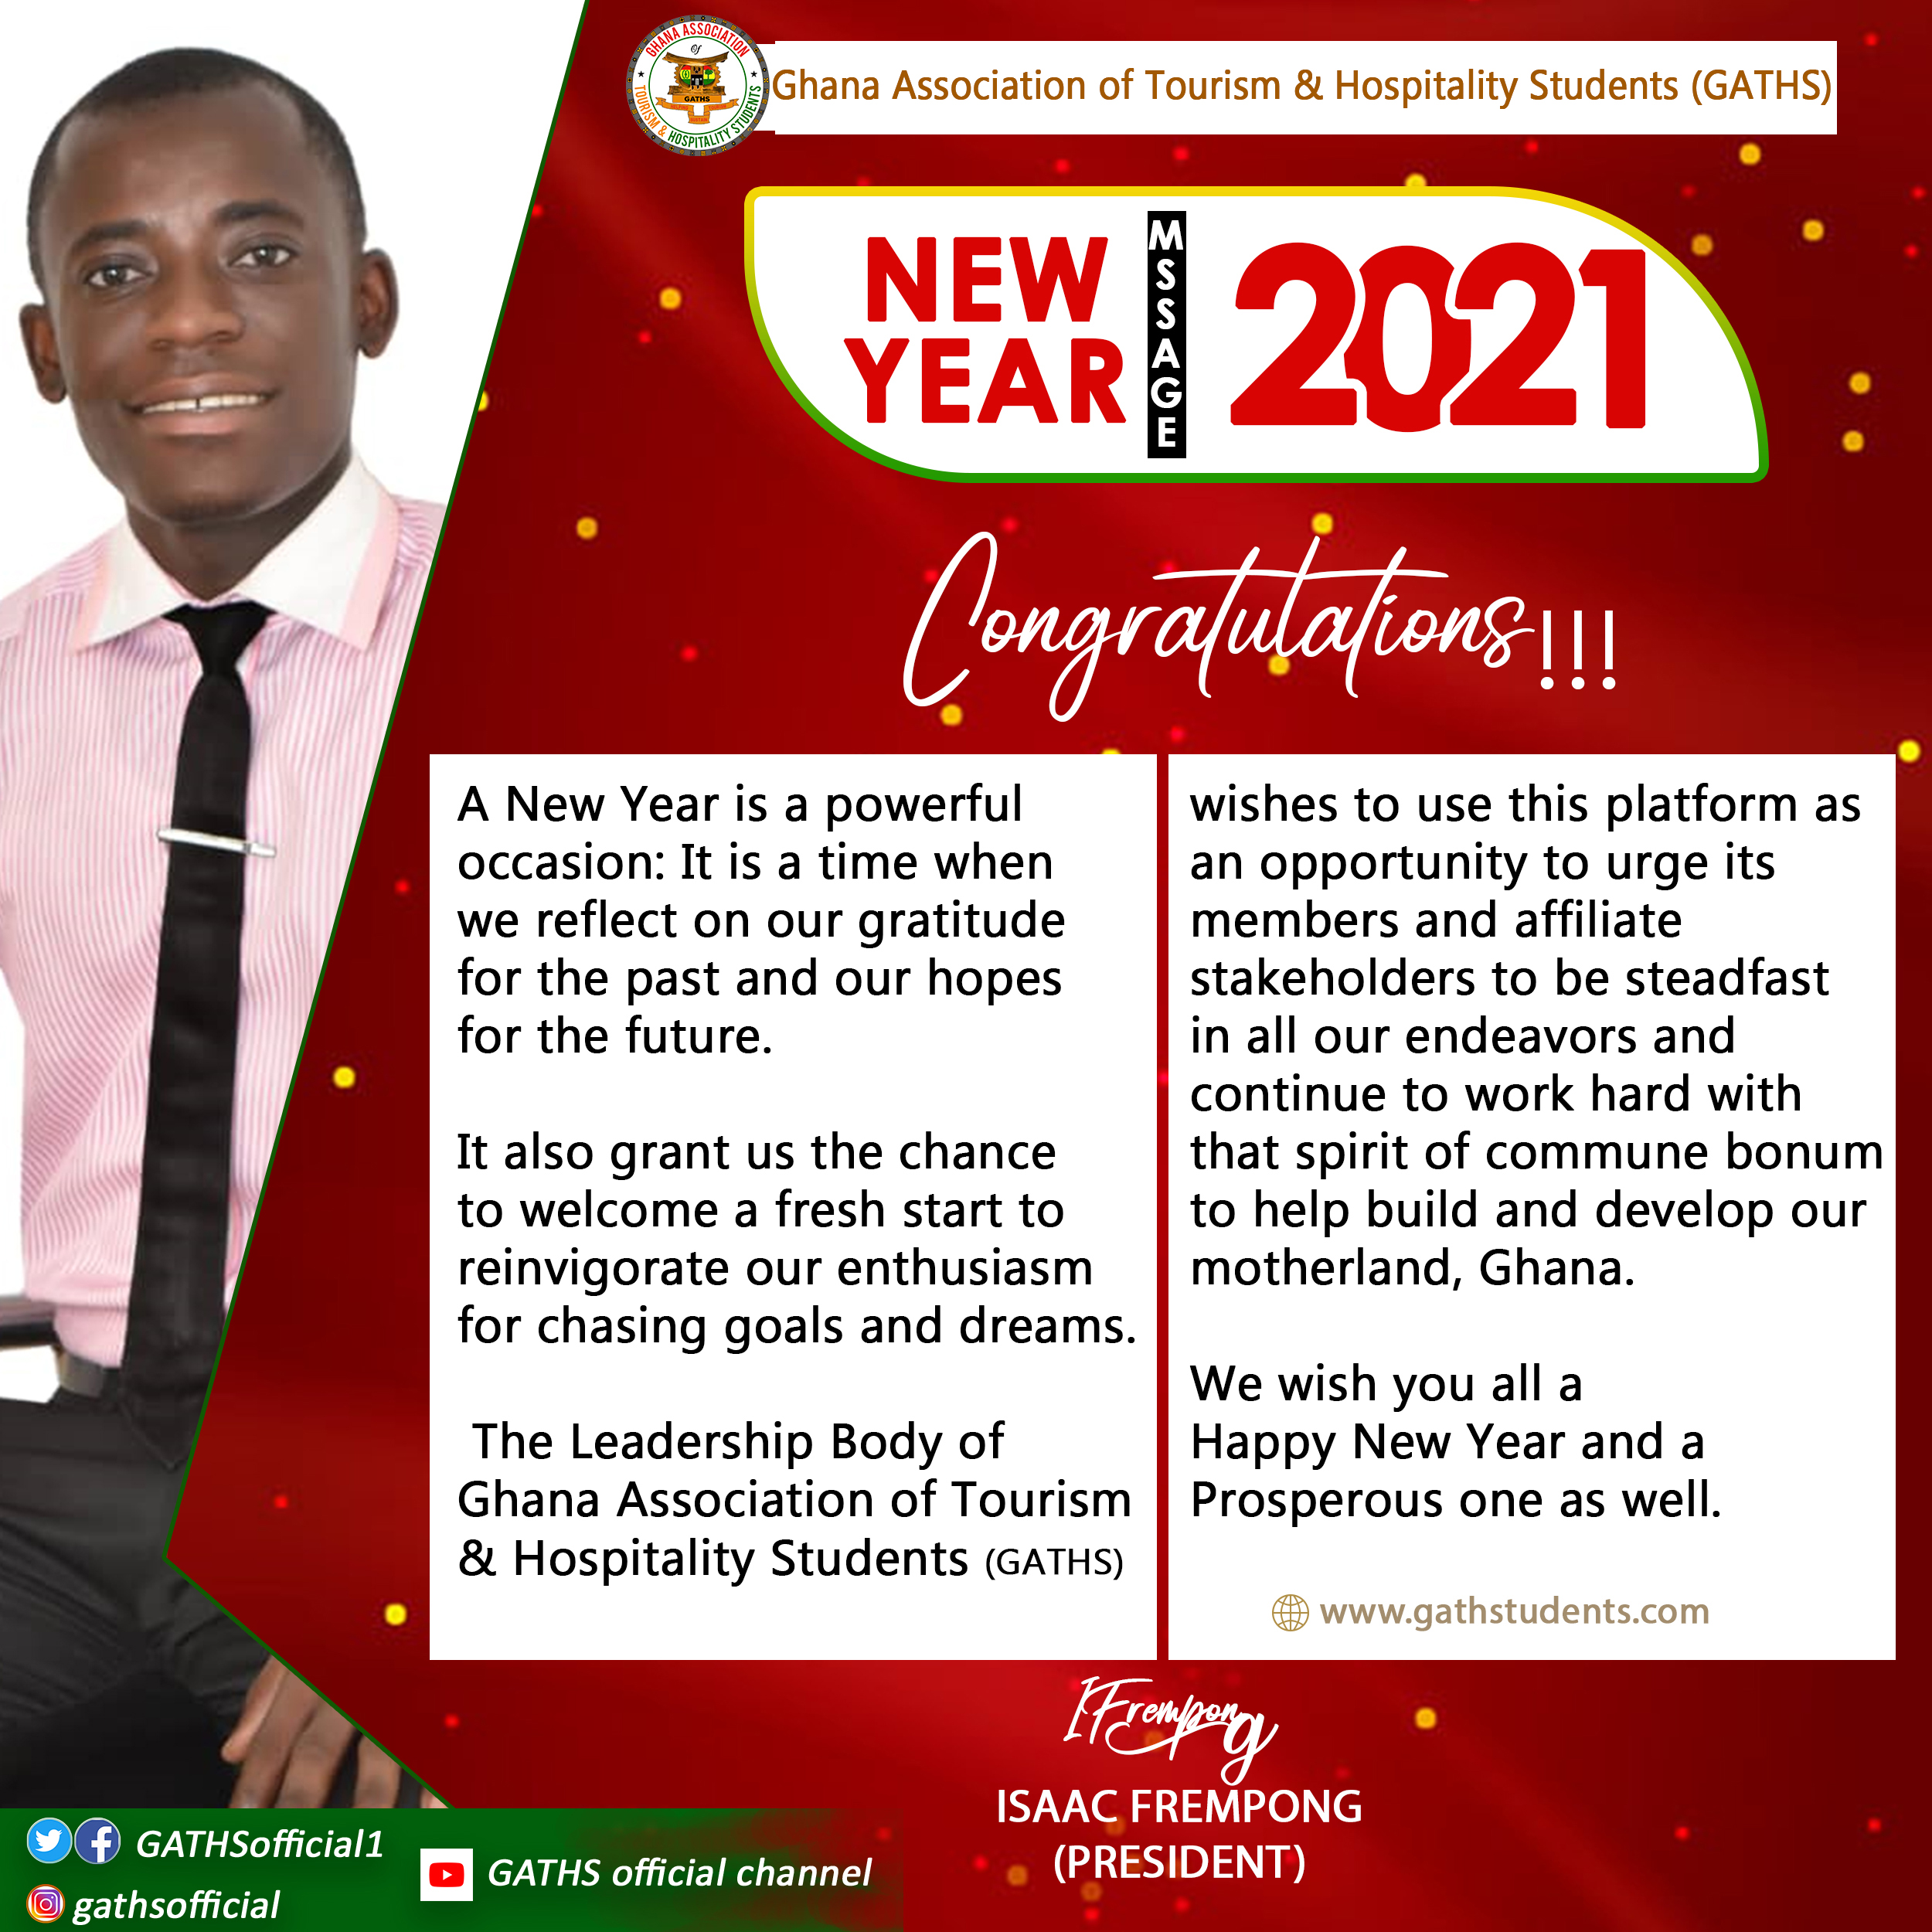 GHANA ASSOCIATION
Of
TOURISM & HOSPITALITY STUDENTS
GATHS
Ghana Association of Tourism & Hospitality Students (GATHS)
NEW
YEAR
MSSAGE
2021
Congratulations!!!
A New Year is a powerful
occasion: It is a time when
we reflect on our gratitude
for the past and our hopes
for the future.
It also grant us the chance
to welcome a fresh start to
reinvigorate our enthusiasm
for chasing goals and dreams.
The Leadership Body of
Ghana Association of Tourism
& Hospitality Students (GATHS)
wishes to use this platform as
an opportunity to urge its
members and affiliate
stakeholders to be steadfast
in all our endeavors and
continue to work hard with
that spirit of commune bonum
to help build and develop our
motherland, Ghana.
We wish you all a
Happy New Year and a
Prosperous one as well.
www.gathstudents.com
IFrempong
ISAAC FREMPONG
(PRESIDENT)
GATHSofficial1
gathsofficial
GATHS official channel